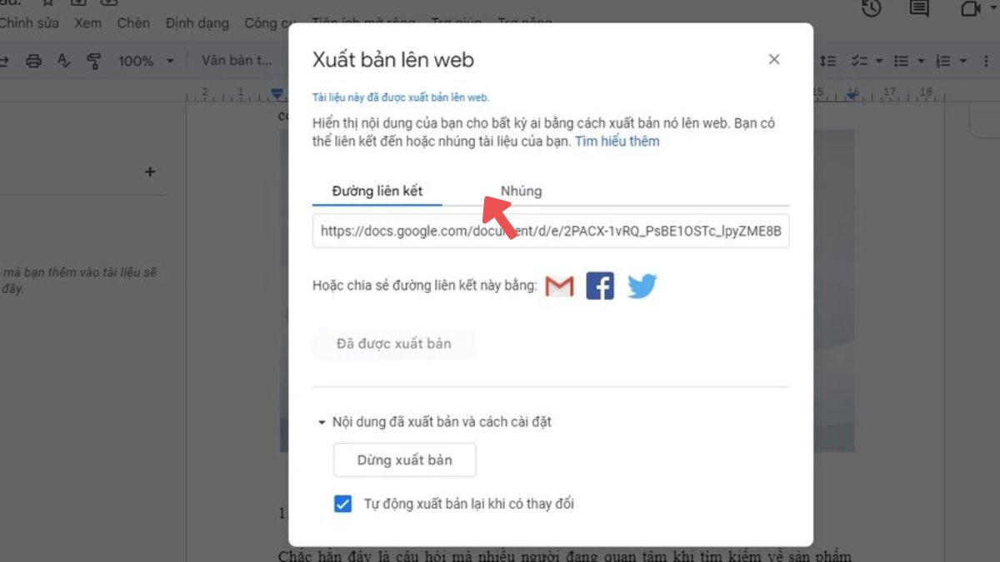 Chỉnh sửa Xem Chèn Định dạng Công cụ Tiện ích mở rộng Trợ giúp Trợ năng
100% Văn bản t...
2 1 15 16 17 18
Xuất bản lên web
Tài liệu này đã được xuất bản lên web.
Hiển thị nội dung của bạn cho bất kỳ ai bằng cách xuất bản nó lên web. Bạn có
thể liên kết đến hoặc nhúng tài liệu của bạn. Tìm hiểu thêm
Đường liên kết Nhúng
https://docs.google.com/document/d/e/2PACX-1vRQ_PsBE1OSTc_lpyZME8B
mà bạn thêm vào tài liệu sẽ
đây.
Hoặc chia sẻ đường liên kết này bằng:
Đã được xuất bản
Nội dung đã xuất bản và cách cài đặt
Dừng xuất bản
Tự động xuất bản lại khi có thay đổi
1.
Chắc hẳn đây là câu hỏi mà nhiều người đang quan tâm khi tìm kiếm về sản phẩm